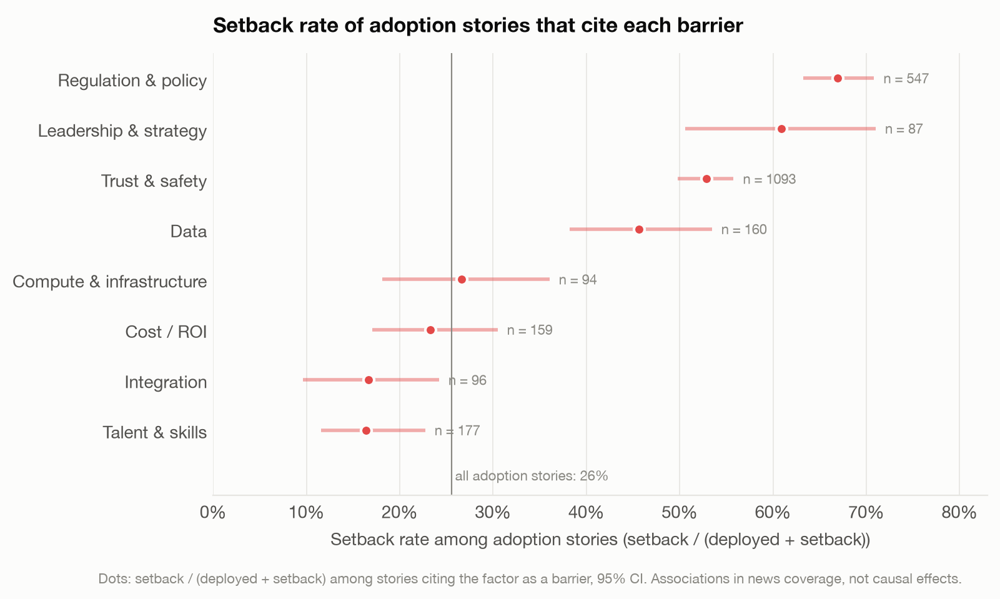 Setback rate of adoption stories that cite each barrier
Regulation & policy
n = 547
Leadership & strategy
n = 87
Trust & safety
n = 1093
Data
n = 160
Compute & infrastructure
n = 94
Cost / ROI
n = 159
Integration
n = 96
Talent & skills
n = 177
all adoption stories: 26%
0% 10% 20% 30% 40% 50% 60% 70% 80%
Setback rate among adoption stories (setback / (deployed + setback))
Dots: setback / (deployed + setback) among stories citing the factor as a barrier, 95% CI. Associations in news coverage, not causal effects.